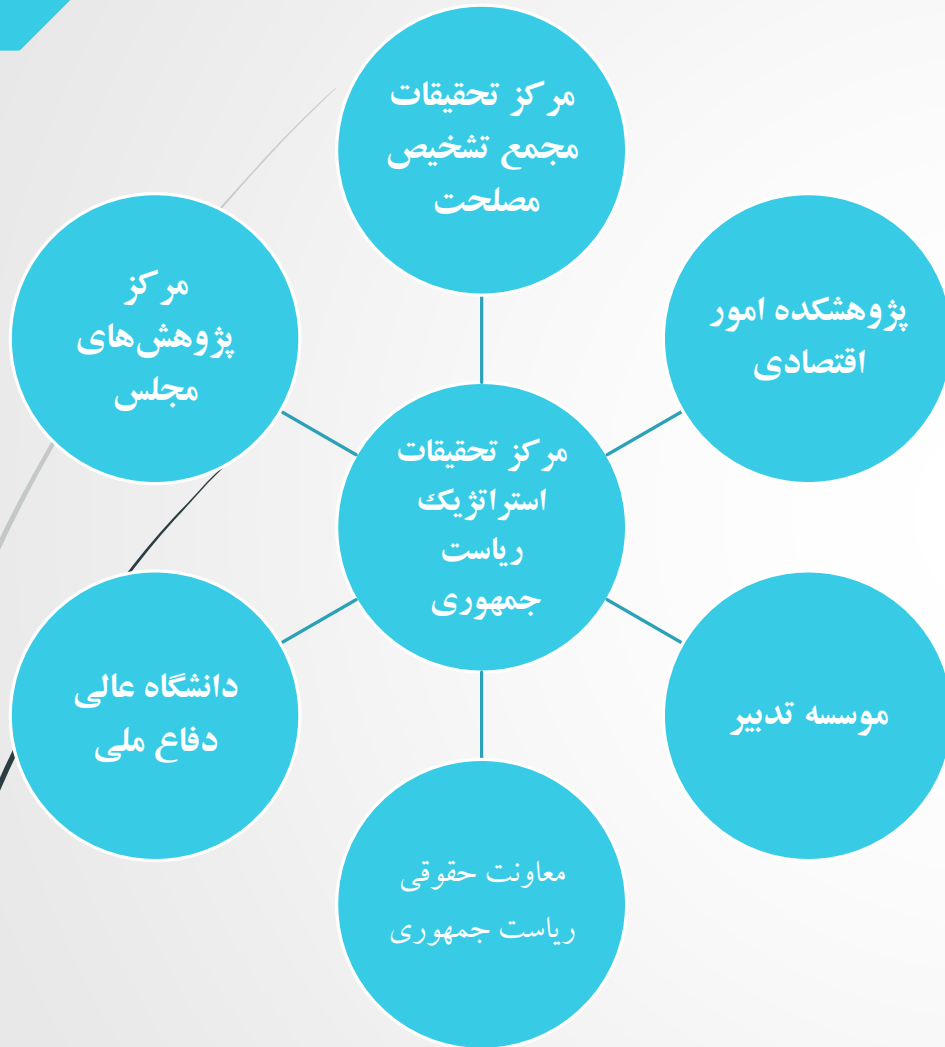 مرکز تحقیقات
مجمع تشخیص
مصلحت
پژوهشکده امور
اقتصادی
مرکز
پژوهش‌های
مجلس
مرکز تحقیقات
استراتژیک
ریاست
جمهوری
موسسه تدبیر
دانشگاه عالی
دفاع ملی
معاونت حقوقی
ریاست جمهوری